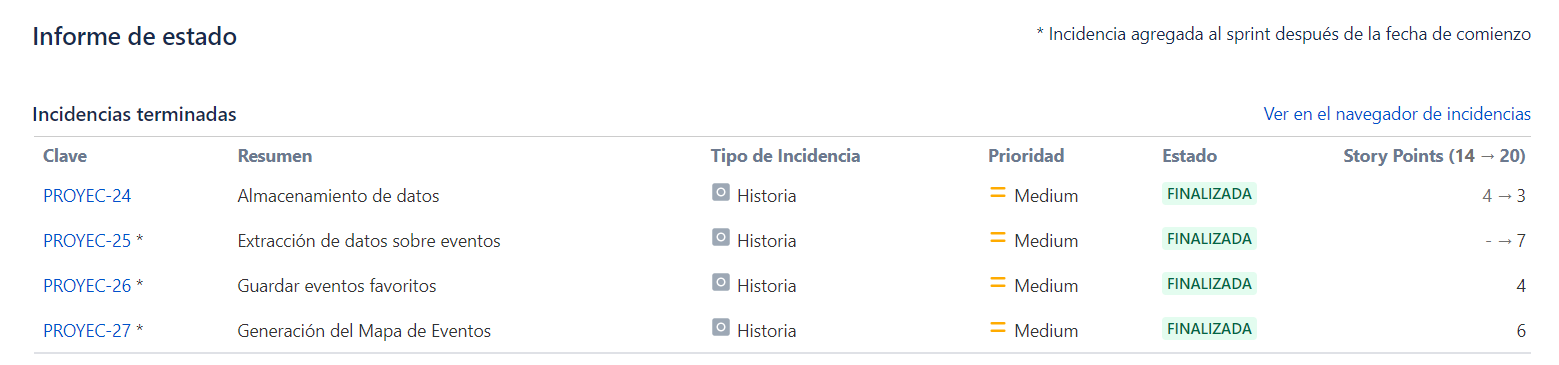 Informe de estado
* Incidencia agregada al sprint después de la fecha de comienzo
Incidencias terminadas
Ver en el navegador de incidencias
Clave Resumen Tipo de Incidencia Prioridad Estado Story Points (14 → 20)
PROYEC-24 Almacenamiento de datos Historia Medium FINALIZADA 4 → 3
PROYEC-25 * Extracción de datos sobre eventos Historia Medium FINALIZADA - → 7
PROYEC-26 * Guardar eventos favoritos Historia Medium FINALIZADA 4
PROYEC-27 * Generación del Mapa de Eventos Historia Medium FINALIZADA 6